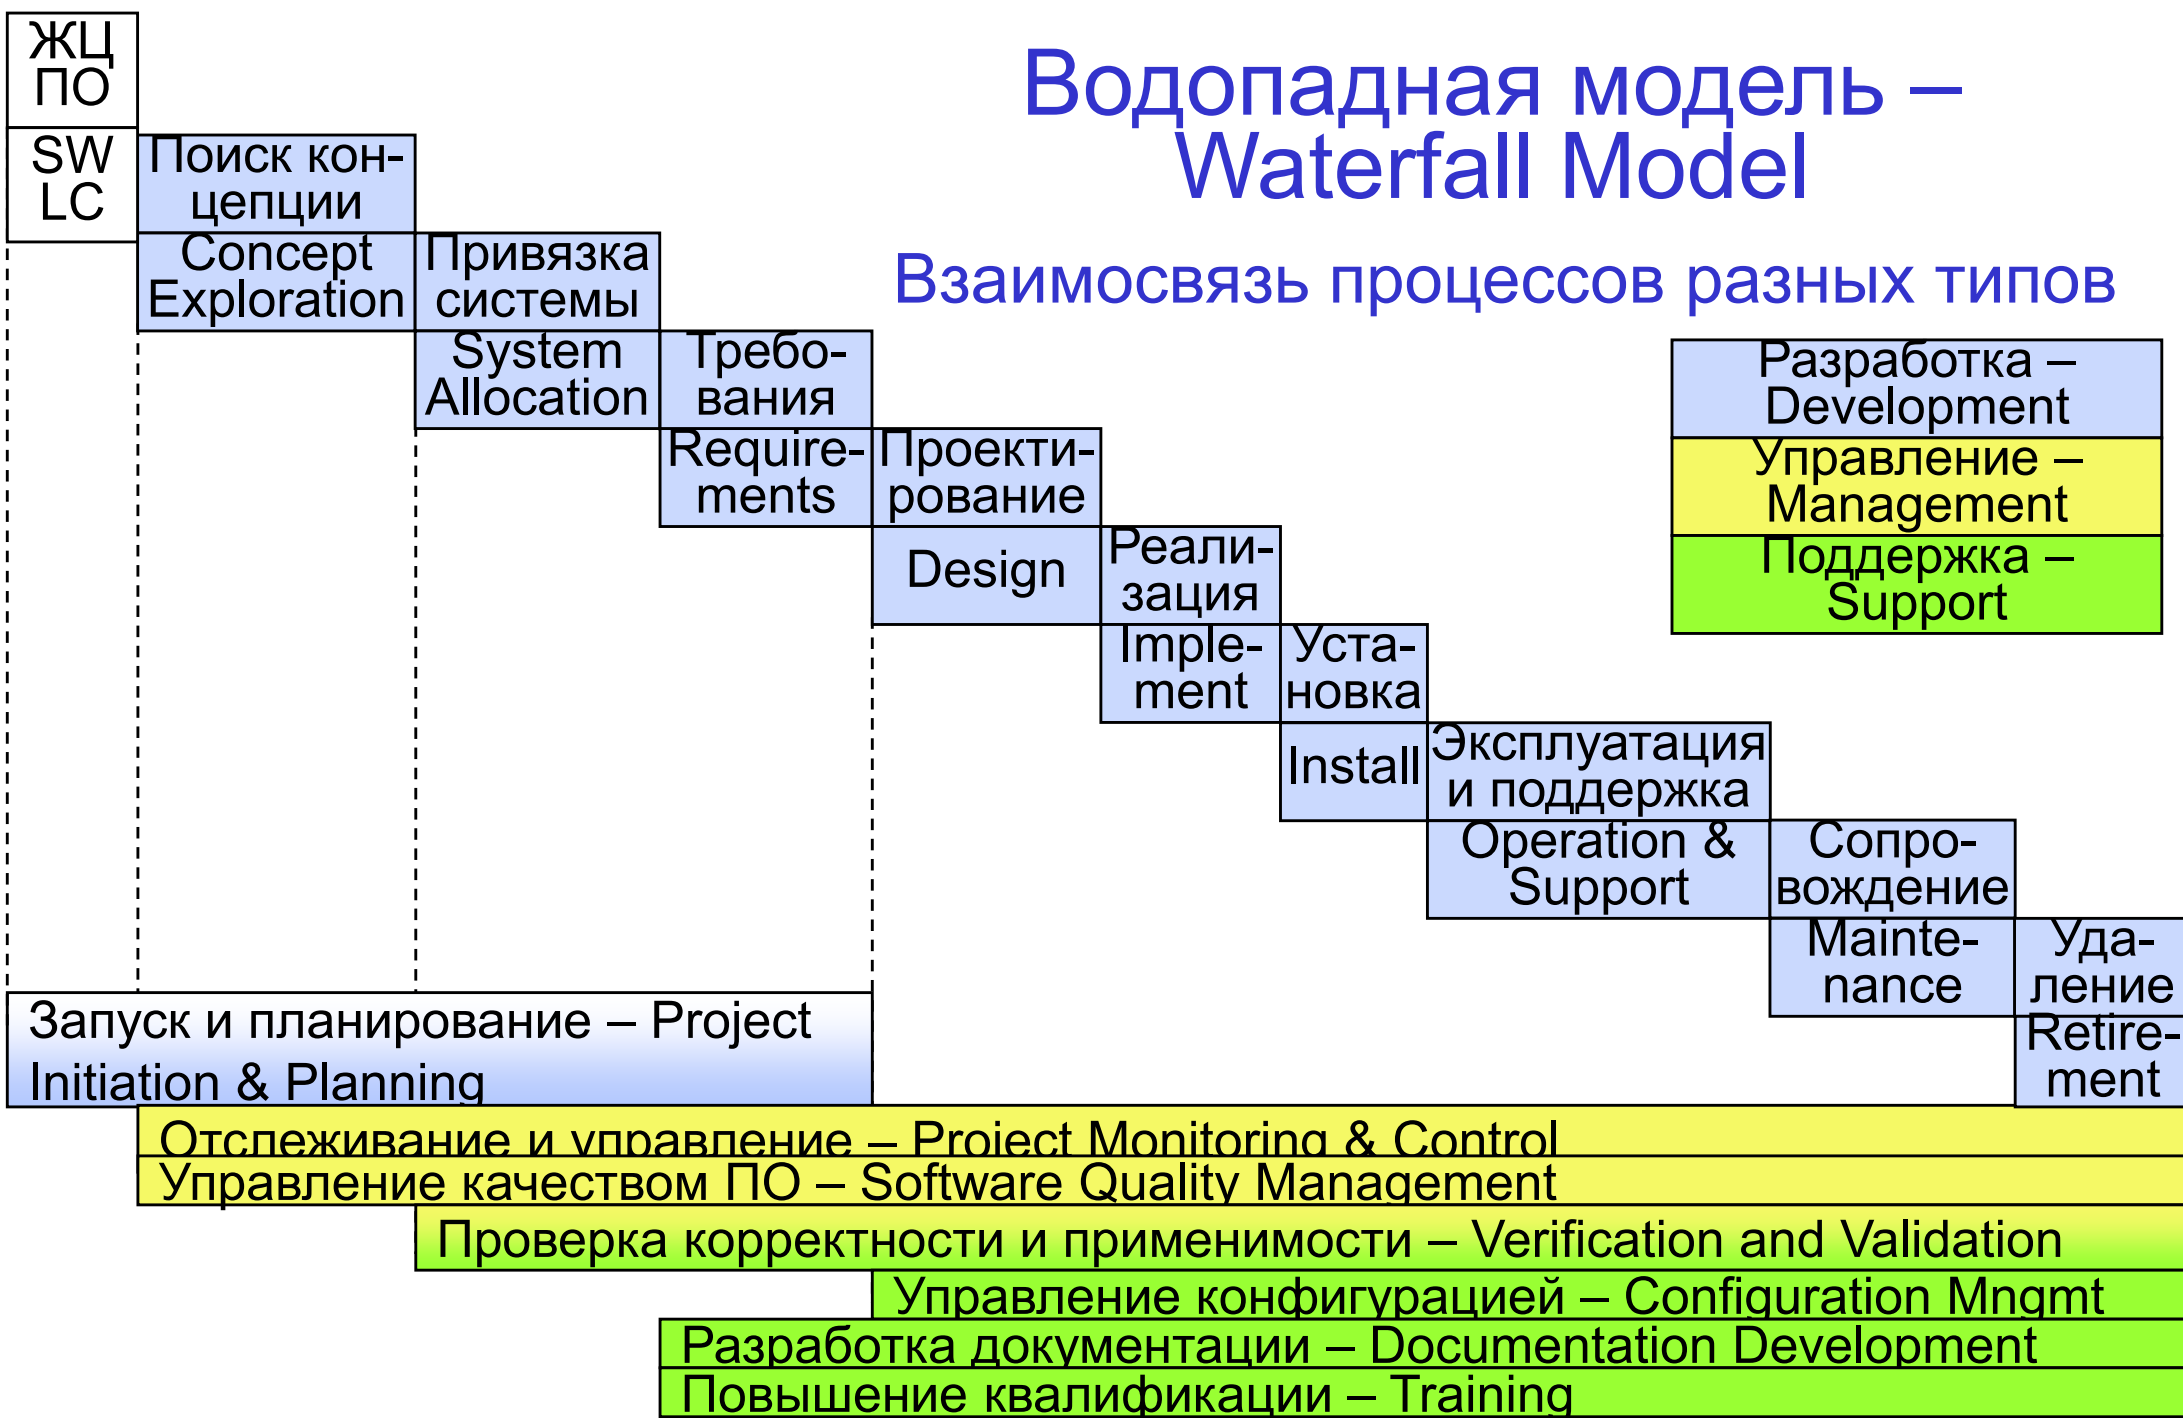 ЖЦ
ПО
SW
LC
Водопадная модель –
Waterfall Model
Взаимосвязь процессов разных типов
Поиск кон-
цепции
Concept
Exploration
Привязка
системы
System
Allocation
Требо-
вания
Require-
ments
Проекти-
рование
Design
Реали-
зация
Imple-
ment
Уста-
новка
Install
Эксплуатация
и поддержка
Operation &
Support
Сопро-
вождение
Mainte-
nance
Уда-
ление
Retire-
ment
Разработка –
Development
Управление –
Management
Поддержка –
Support
Запуск и планирование – Project
Initiation & Planning
Отслеживание и управление – Project Monitoring & Control
Управление качеством ПО – Software Quality Management
Проверка корректности и применимости – Verification and Validation
Управление конфигурацией – Configuration Mngmt
Разработка документации – Documentation Development
Повышение квалификации – Training